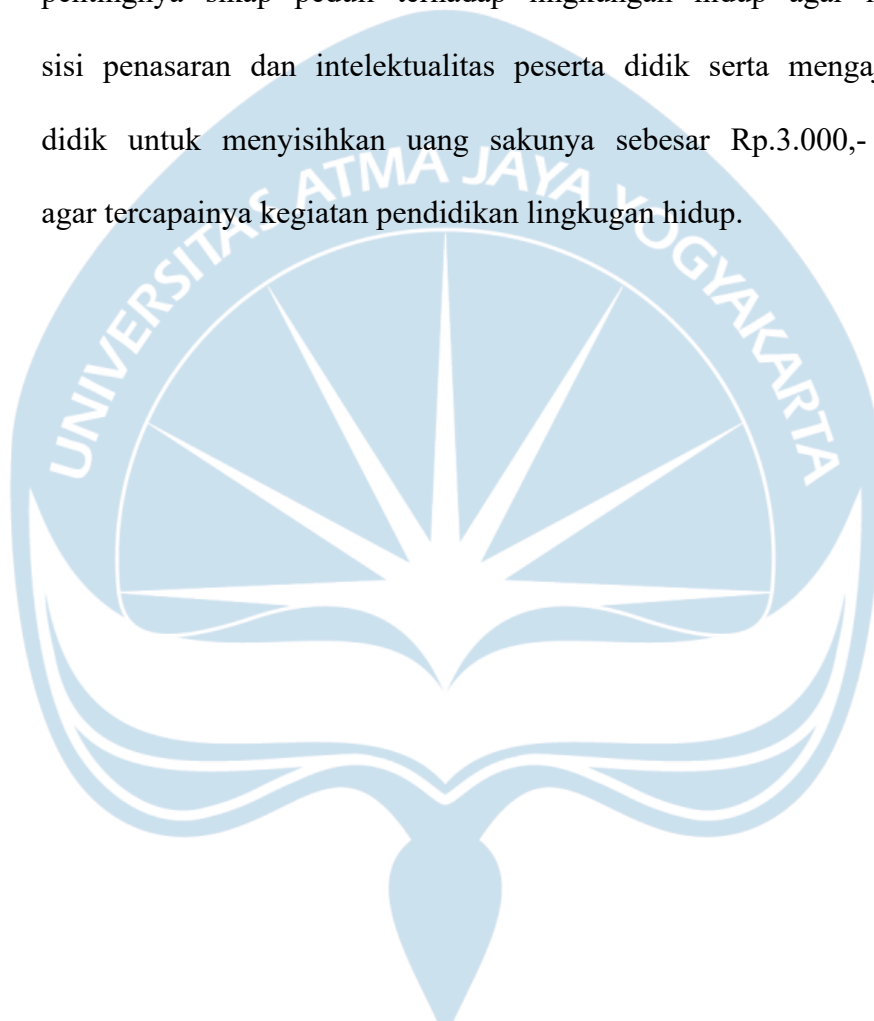 pentingnya sikap peduli terhadap lingkungan hidup agar
sisi penasaran dan intelektualitas peserta didik serta
didik untuk menyisihkan uang sakunya sebesar Rp.3.000,-
agar tercapainya kegiatan pendidikan lingkugan hidup.
UNIVERSITAS ATMA JAYA YOGYAKARTA